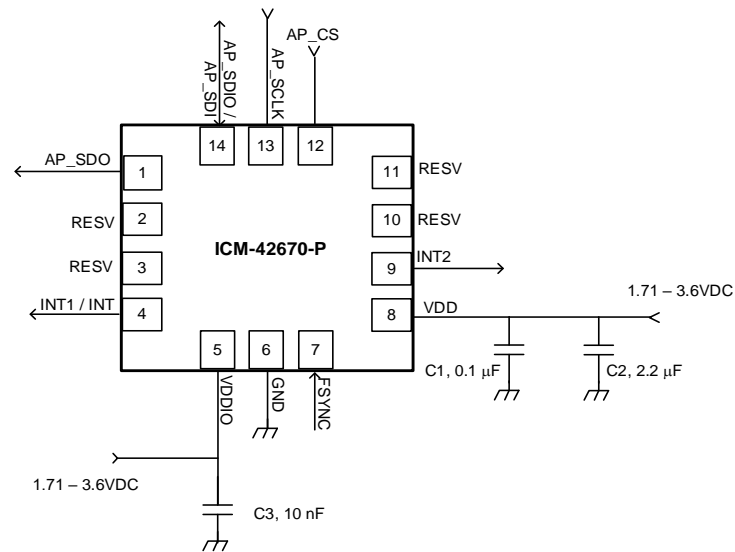 AP_SDIO /
AP_SDI
AP_SCLK
AP_CS
14
13
12
AP_SDO
1
11
RESV
RESV
2
10
RESV
ICM-42670-P
RESV
3
9
INT2
INT1 / INT
4
8
VDD
1.71 – 3.6VDC
5
6
7
C1, 0.1 μF
C2, 2.2 μF
VDDIO
GND
FSYNC
1.71 – 3.6VDC
C3, 10 nF